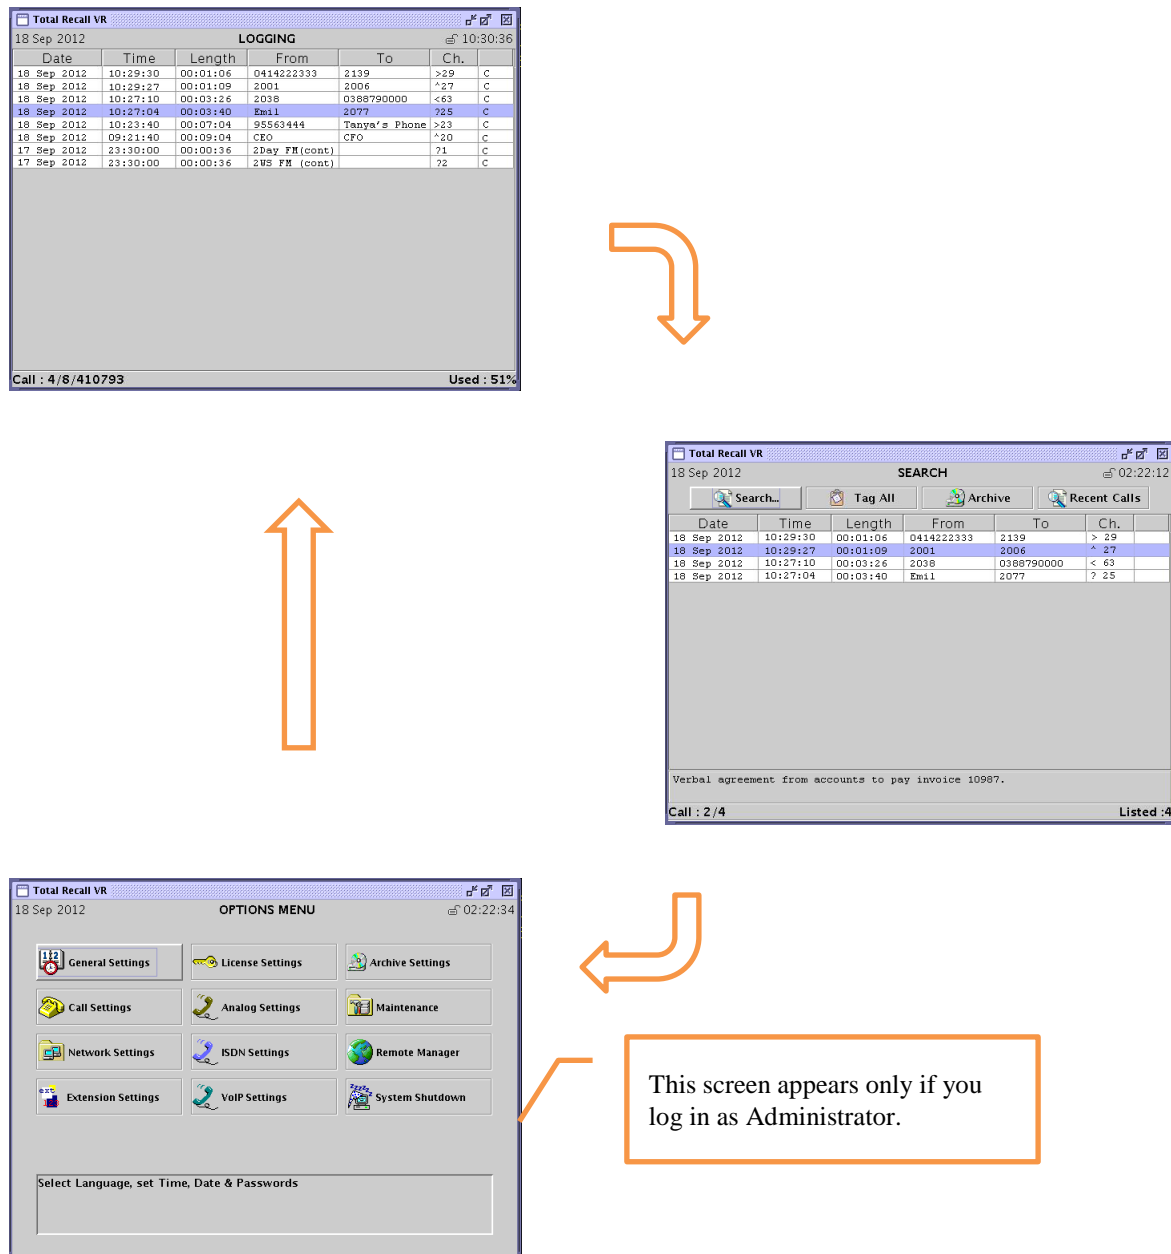 Total Recall VR
18 Sep 2012 LOGGING 10:30:36
Date Time Length From To Ch.
18 Sep 2012 10:29:30 00:01:06 0414222333 2139 >29 C
18 Sep 2012 10:29:27 00:01:09 2001 2006 ^27 C
18 Sep 2012 10:27:10 00:03:26 2038 0388790000 <63 C
18 Sep 2012 10:27:04 00:03:40 Emil 2077 ?25 C
18 Sep 2012 10:23:40 00:07:04 95563444 Tanya's Phone >23 C
18 Sep 2012 09:21:40 00:09:04 CEO CFO ^20 C
17 Sep 2012 23:30:00 00:00:36 2Day FM(cont) ?1 C
17 Sep 2012 23:30:00 00:00:36 2WS FM (cont) ?2 C
Call : 4/8/410793 Used : 51%
Total Recall VR
18 Sep 2012 SEARCH 02:22:12
Search... Tag All Archive Recent Calls
Date Time Length From To Ch.
18 Sep 2012 10:29:30 00:01:06 0414222333 2139 > 29
18 Sep 2012 10:29:27 00:01:09 2001 2006 ^ 27
18 Sep 2012 10:27:10 00:03:26 2038 0388790000 < 63
18 Sep 2012 10:27:04 00:03:40 Emil 2077 ? 25
Verbal agreement from accounts to pay invoice 10987.
Call : 2/4 Listed :4
Total Recall VR
18 Sep 2012 OPTIONS MENU 02:22:34
General Settings License Settings Archive Settings
Call Settings Analog Settings Maintenance
Network Settings ISDN Settings Remote Manager
Extension Settings VoIP Settings System Shutdown
Select Language, set Time, Date & Passwords
This screen appears only if you
log in as Administrator.